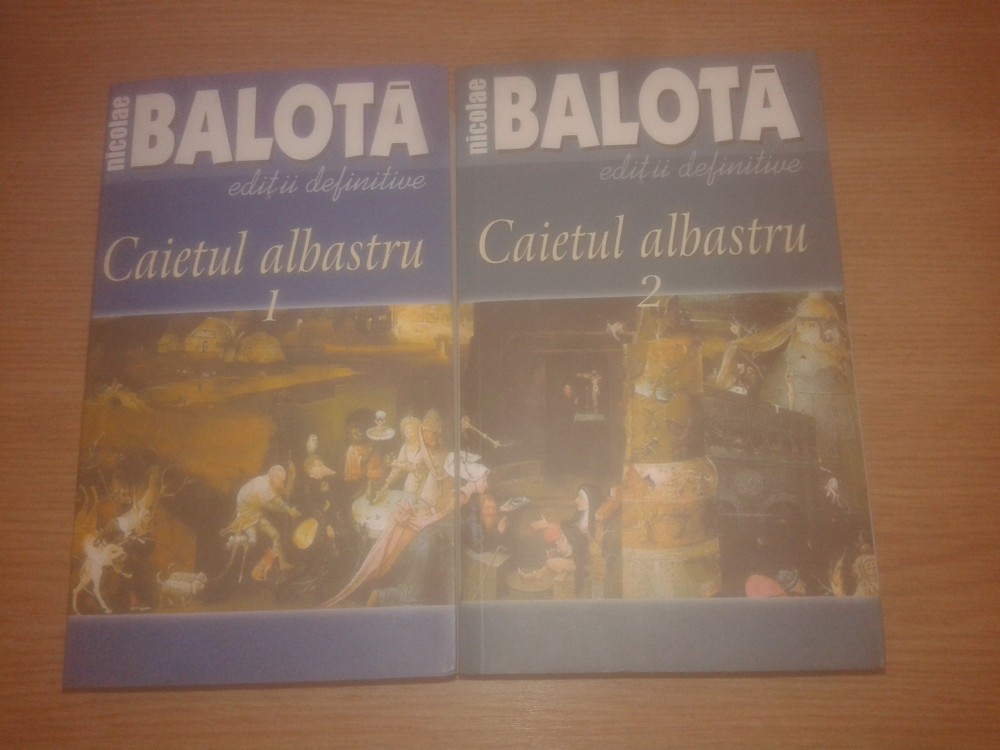 nicolae
BALOTĂ
ediții definitive
Caietul albastru
1
nicolae
BALOTĂ
ediții definitive
Caietul albastru
2